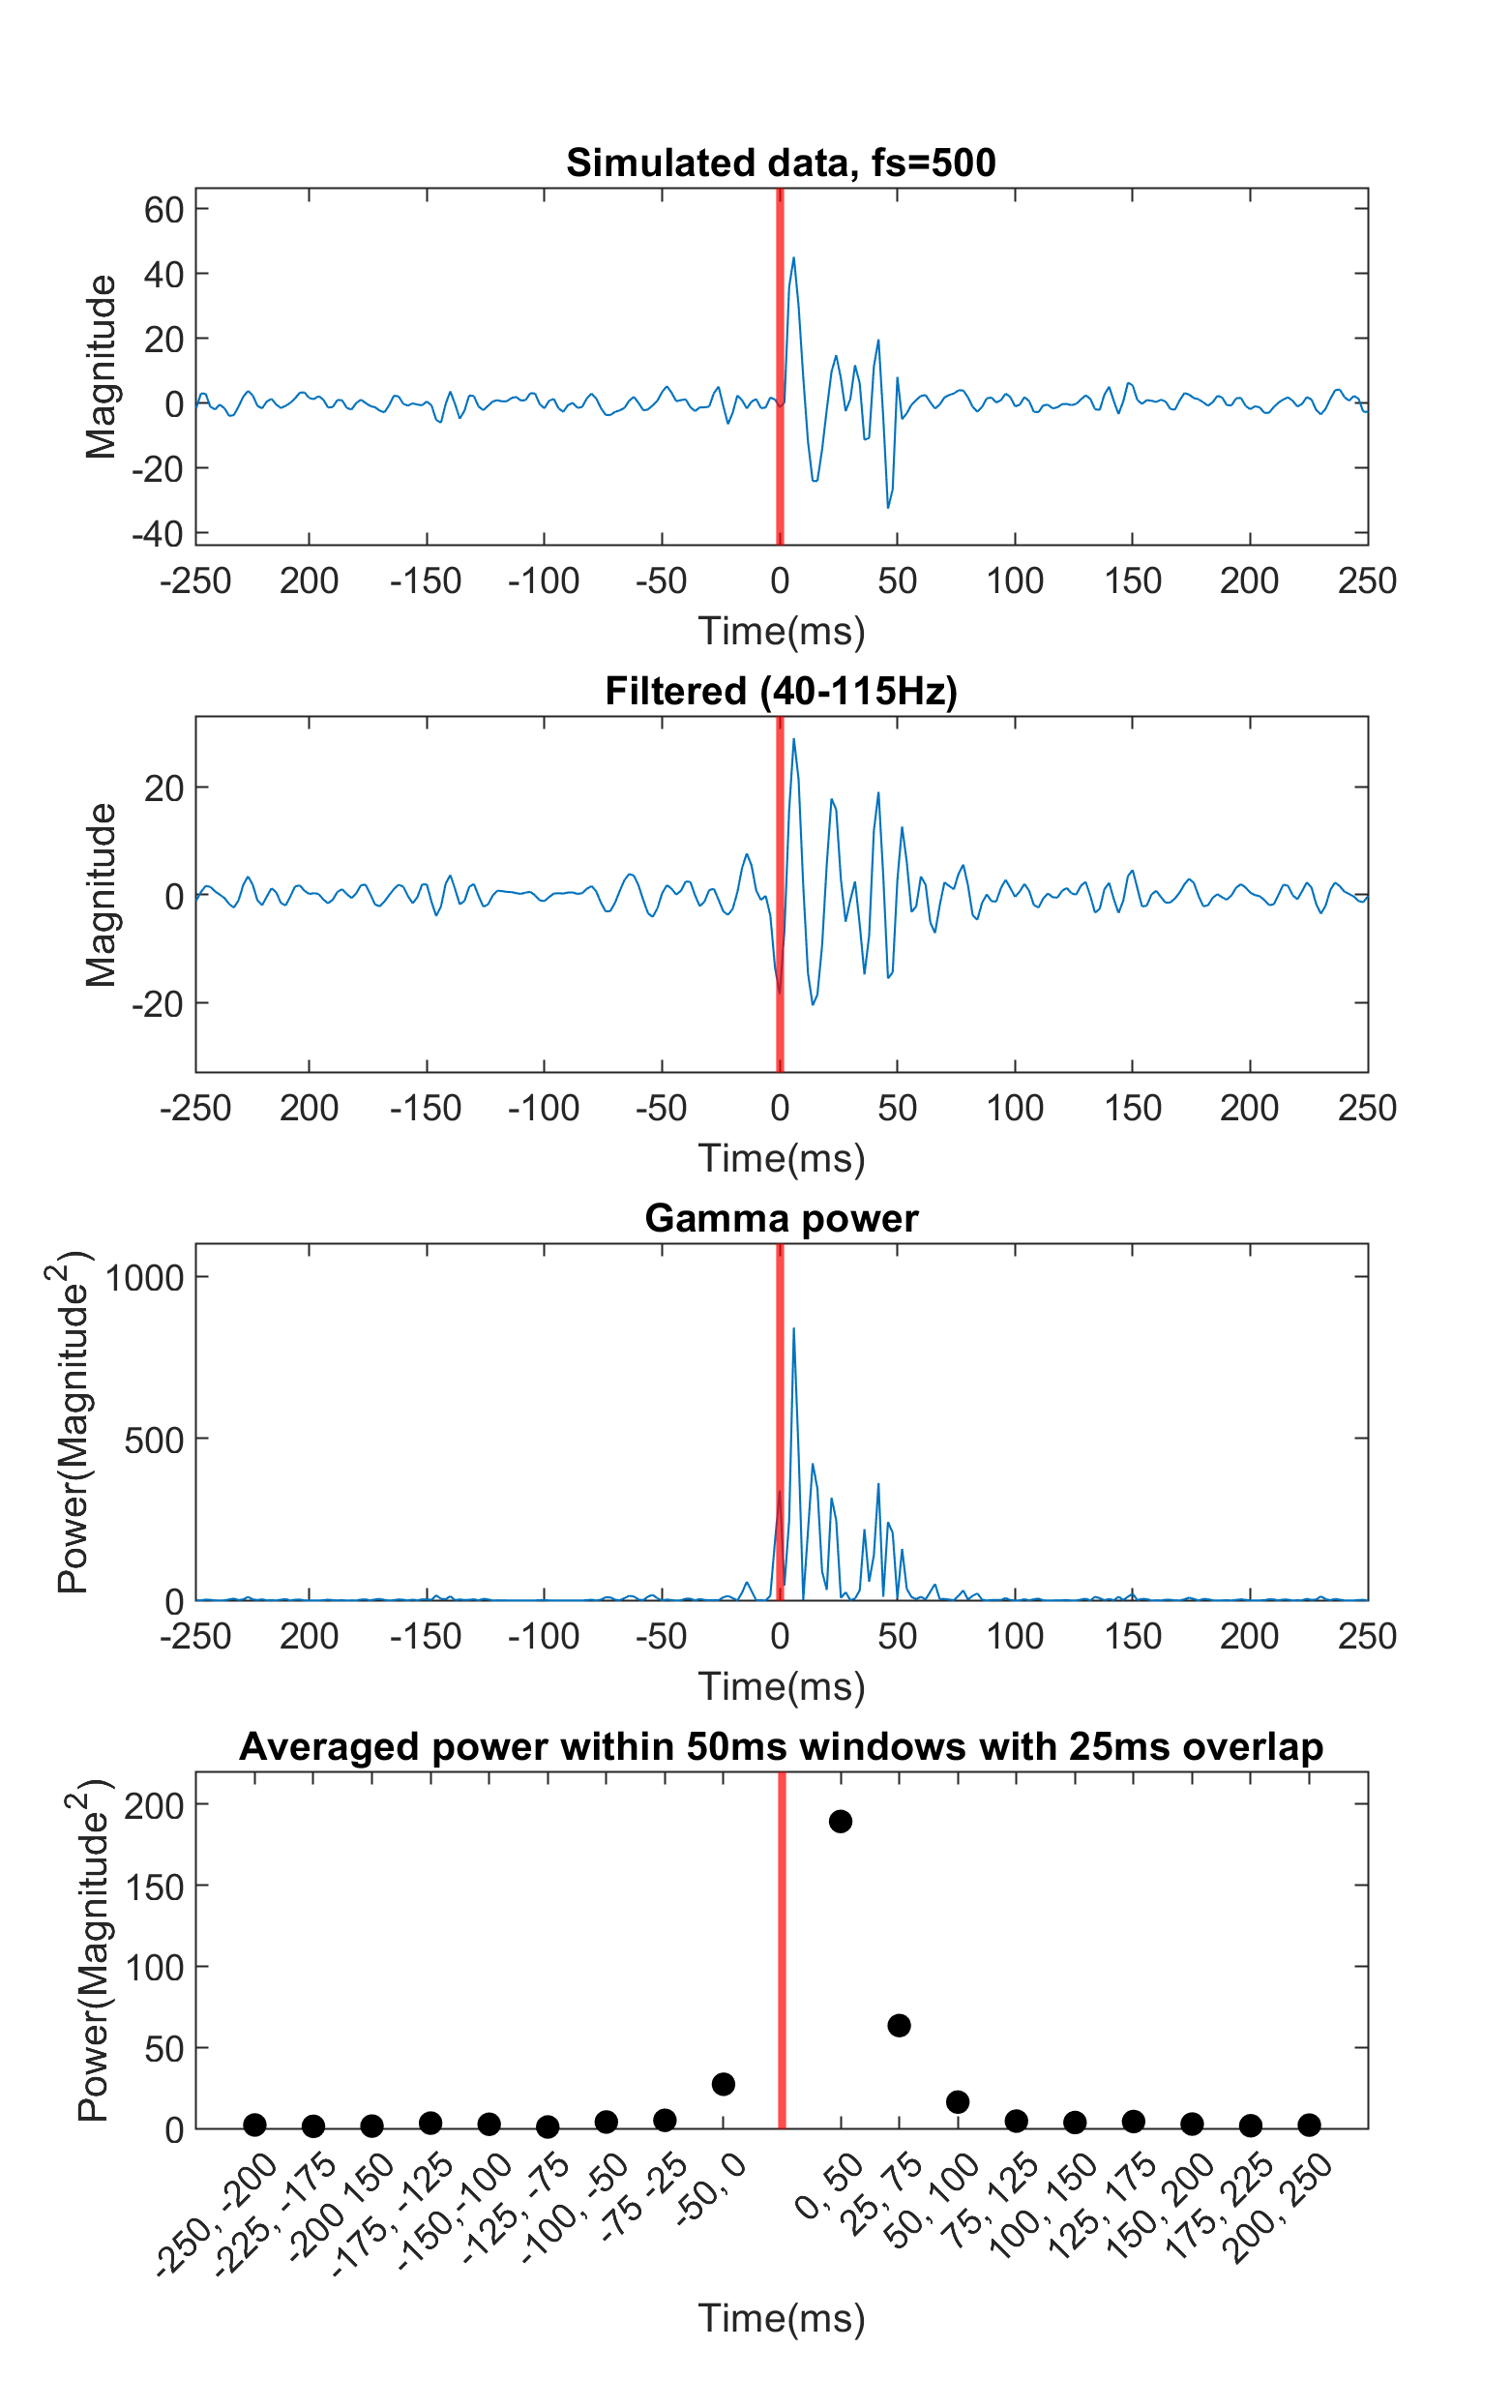 Simulated data, fs=500
60
40
20
0
-20
-40
Magnitude
-250 200 -150 -100 -50 0 50 100 150 200 250
Time(ms)
Filtered (40-115Hz)
20
0
-20
Magnitude
-250 200 -150 -100 -50 0 50 100 150 200 250
Time(ms)
Gamma power
1000
500
0
Power(Magnitude²)
-250 200 -150 -100 -50 0 50 100 150 200 250
Time(ms)
Averaged power within 50ms windows with 25ms overlap
200
150
100
50
0
Power(Magnitude²)
-250, -200
-225, -175
-200 150
-175, -125
-150, -100
-125, -75
-100, -50
-75 -25
-50, 0
0, 50
25, 75
50, 100
75, 125
100, 150
125, 175
150, 200
175, 225
200, 250
Time(ms)